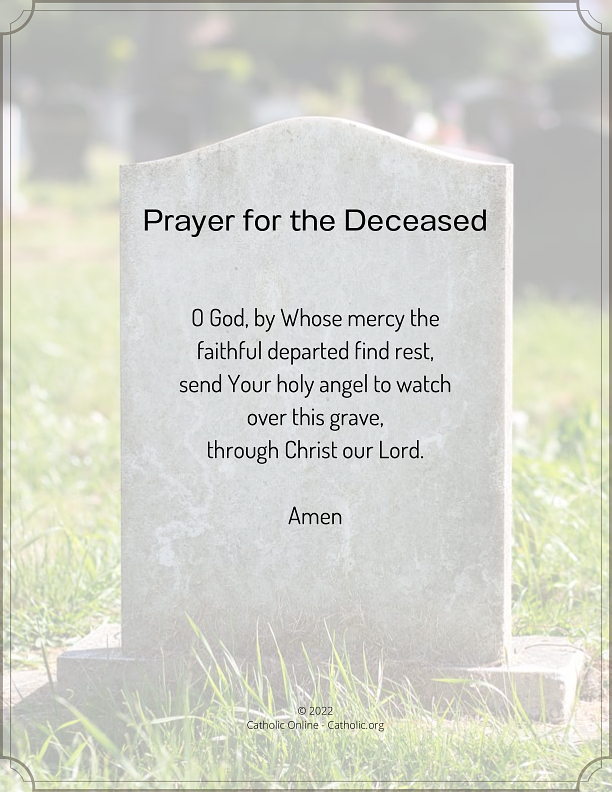 Prayer for the Deceased
O God, by Whose mercy the
faithful departed find rest,
send Your holy angel to watch
over this grave,
through Christ our Lord.
Amen
© 2022
Catholic Online - Catholic.org